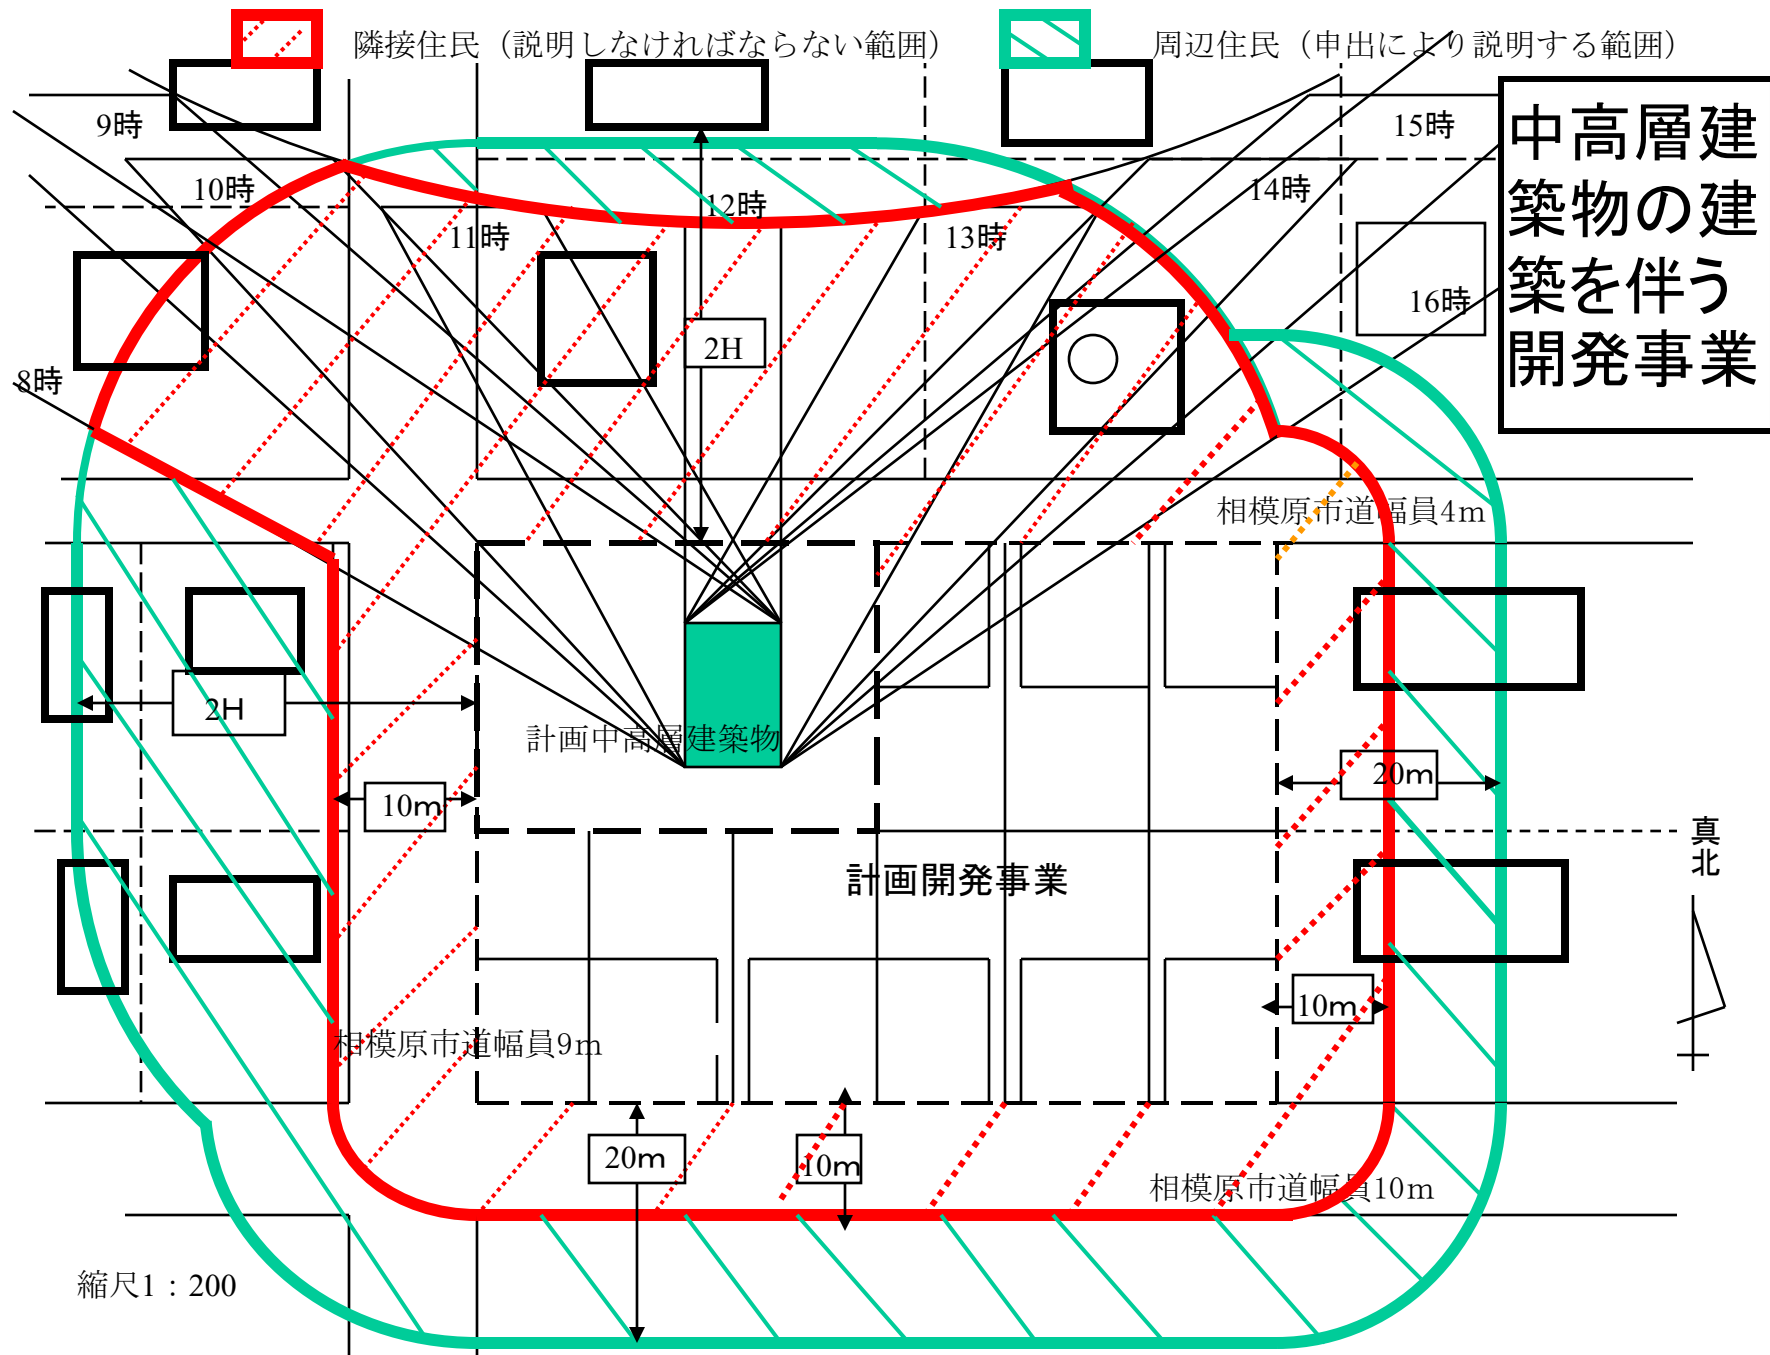 隣接住民（説明しなければならない範囲）
周辺住民（申出により説明する範囲）
中高層建
築物の建
築を伴う
開発事業
9時
15時
10時
12時
14時
11時
13時
16時
2H
8時
相模原市道幅員4m
2H
計画中高層建築物
10m
20m
真北
計画開発事業
10m
相模原市道幅員9m
20m
10m
相模原市道幅員10m
縮尺1：200